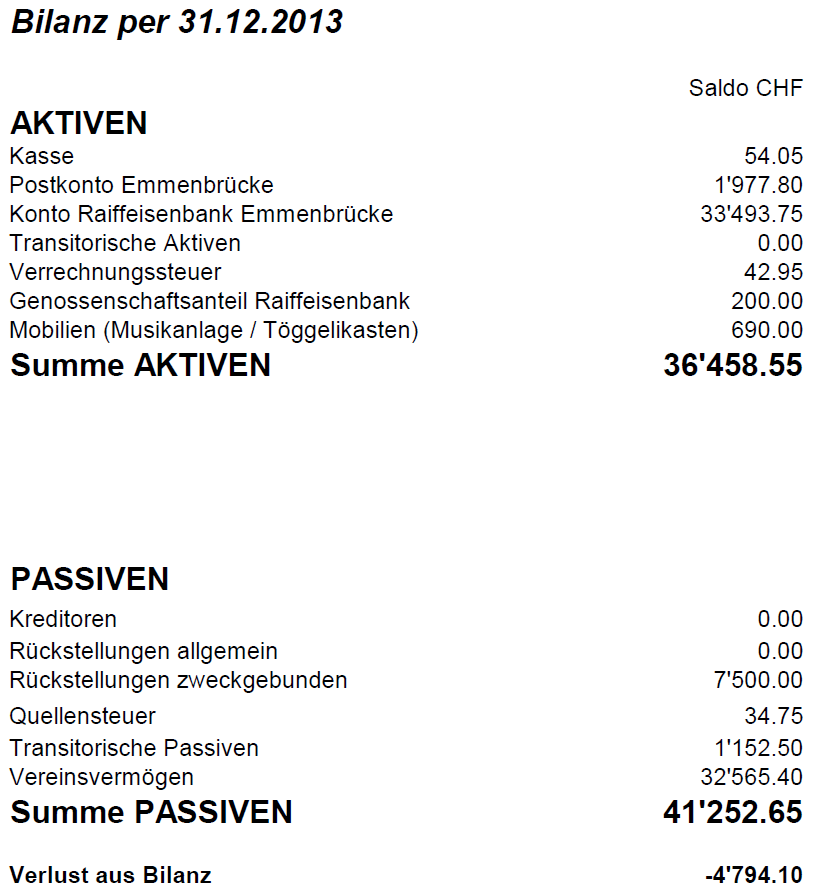 Bilanz per 31.12.2013
Saldo CHF
AKTIVEN
Kasse 54.05
Postkonto Emmenbrücke 1'977.80
Konto Raiffeisenbank Emmenbrücke 33'493.75
Transitorische Aktiven 0.00
Verrechnungssteuer 42.95
Genossenschaftsanteil Raiffeisenbank 200.00
Mobilien (Musikanlage / Töggelikasten) 690.00
Summe AKTIVEN 36'458.55
PASSIVEN
Kreditoren 0.00
Rückstellungen allgemein 0.00
Rückstellungen zweckgebunden 7'500.00
Quellensteuer 34.75
Transitorische Passiven 1'152.50
Vereinsvermögen 32'565.40
Summe PASSIVEN 41'252.65
Verlust aus Bilanz -4'794.10